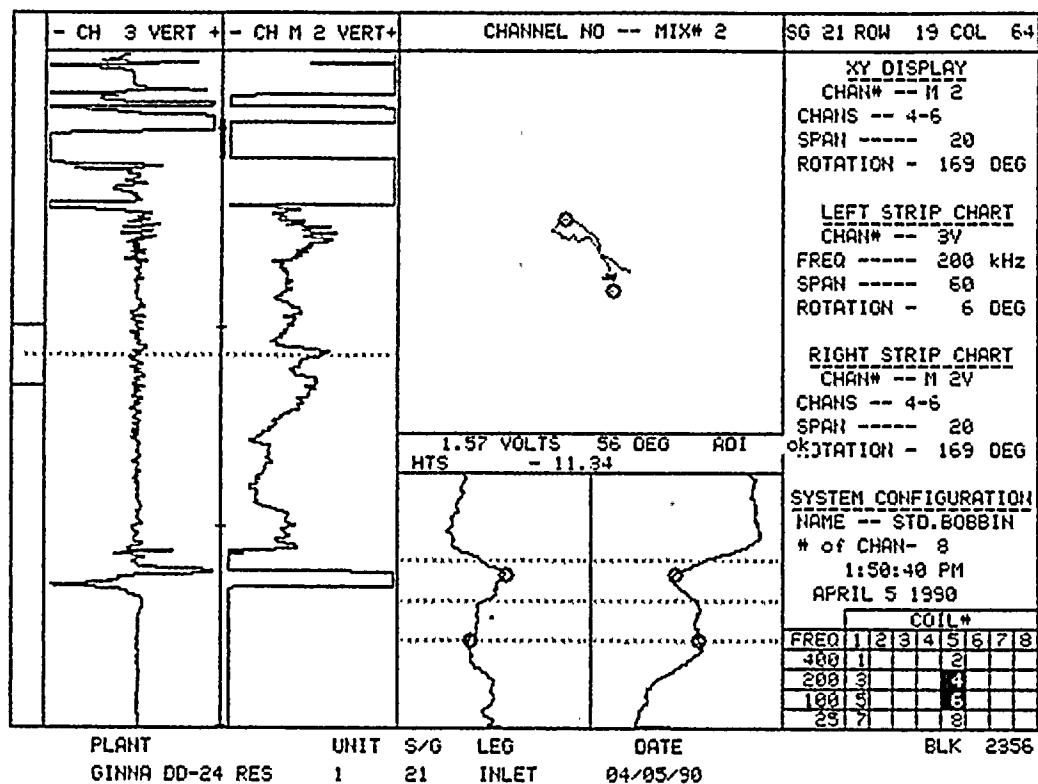 - CH 3 VERT +
- CH M 2 VERT+
CHANNEL NO -- MIX# 2
SG 21 ROW 19 COL 64
XY DISPLAY
CHAN# -- M 2
CHANS -- 4-6
SPAN ----- 20
ROTATION - 169 DEG
LEFT STRIP CHART
CHAN# -- 3V
FREQ ----- 200 kHz
SPAN ----- 60
ROTATION - 6 DEG
RIGHT STRIP CHART
CHAN# -- M 2V
CHANS -- 4-6
SPAN ----- 20
ROTATION - 169 DEG
1.57 VOLTS 56 DEG ADI ok
HTS - 11.34
SYSTEM CONFIGURATION
NAME -- STD.BOBBIN
# of CHAN- 8
1:50:40 PM
APRIL 5 1990
COIL#
FREQ 1 2 3 4 5 6 7 8
400 1 2
200 3 4
100 5 6
25 7 8
PLANT UNIT S/G LEG DATE BLK 2356
GINNA DD-24 RES 1 21 INLET 04/05/90